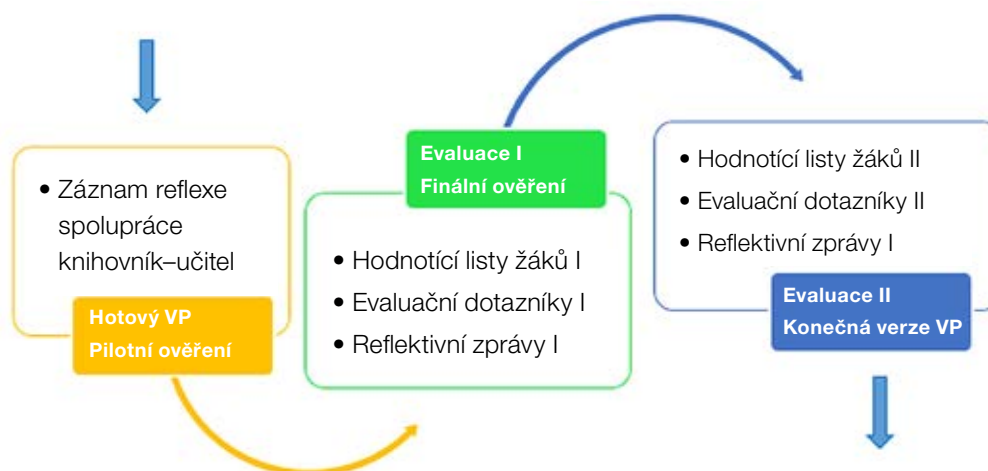 • Záznam reflexe
spolupráce
knihovník–učitel
Hotový VP
Pilotní ověření
Evaluace I
Finální ověření
• Hodnotící listy žáků I
• Evaluační dotazníky I
• Reflektivní zprávy I
• Hodnotící listy žáků II
• Evaluační dotazníky II
• Reflektivní zprávy I
Evaluace II
Konečná verze VP